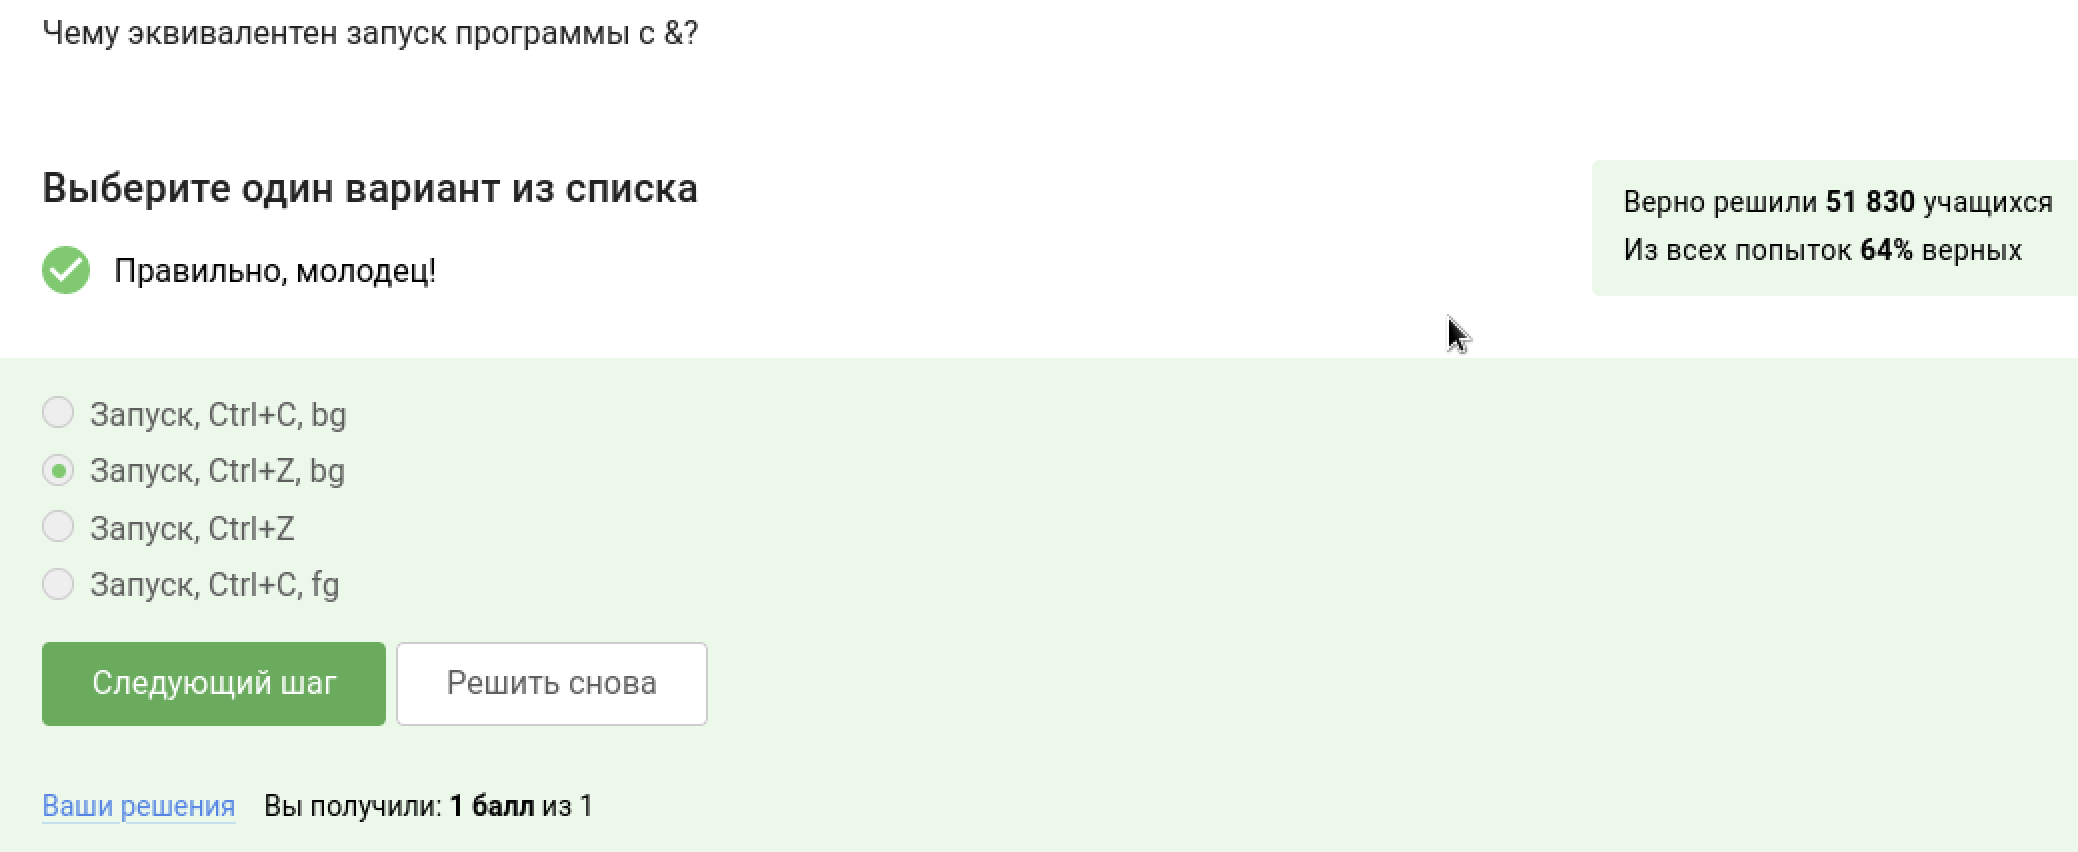 Чему эквивалентен запуск программы с &?
Выберите один вариант из списка
Правильно, молодец!
Верно решили 51 830 учащихся
Из всех попыток 64% верных
Запуск, Ctrl+C, bg
Запуск, Ctrl+Z, bg
Запуск, Ctrl+Z
Запуск, Ctrl+C, fg
Следующий шаг
Решить снова
Ваши решения
Вы получили: 1 балл из 1